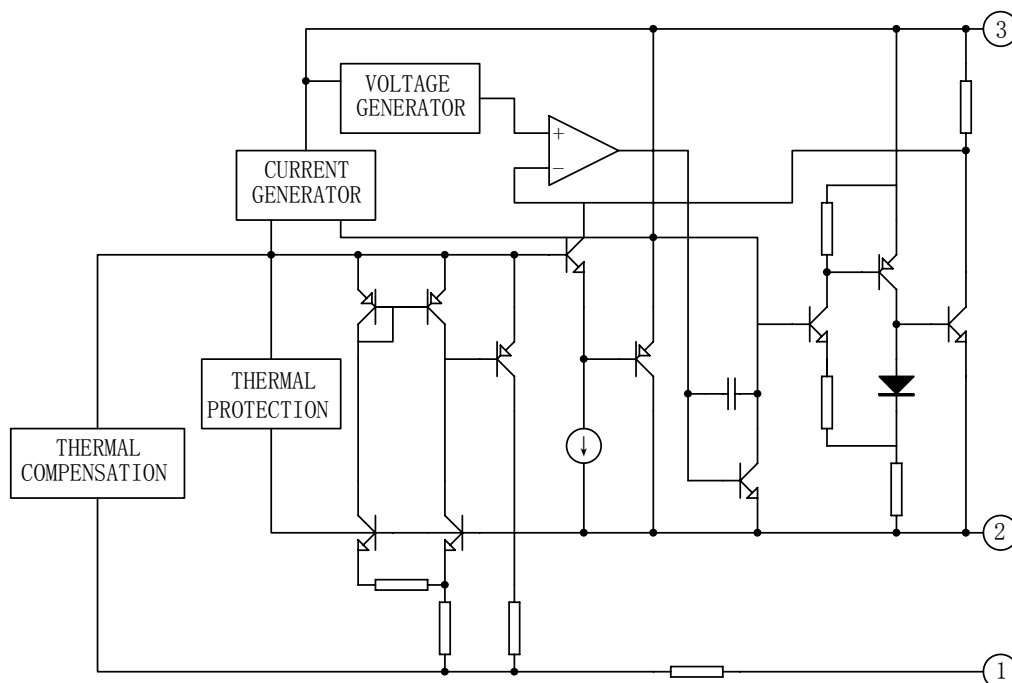 3
VOLTAGE
GENERATOR
+
−
CURRENT
GENERATOR
THERMAL
PROTECTION
THERMAL
COMPENSATION
2
1